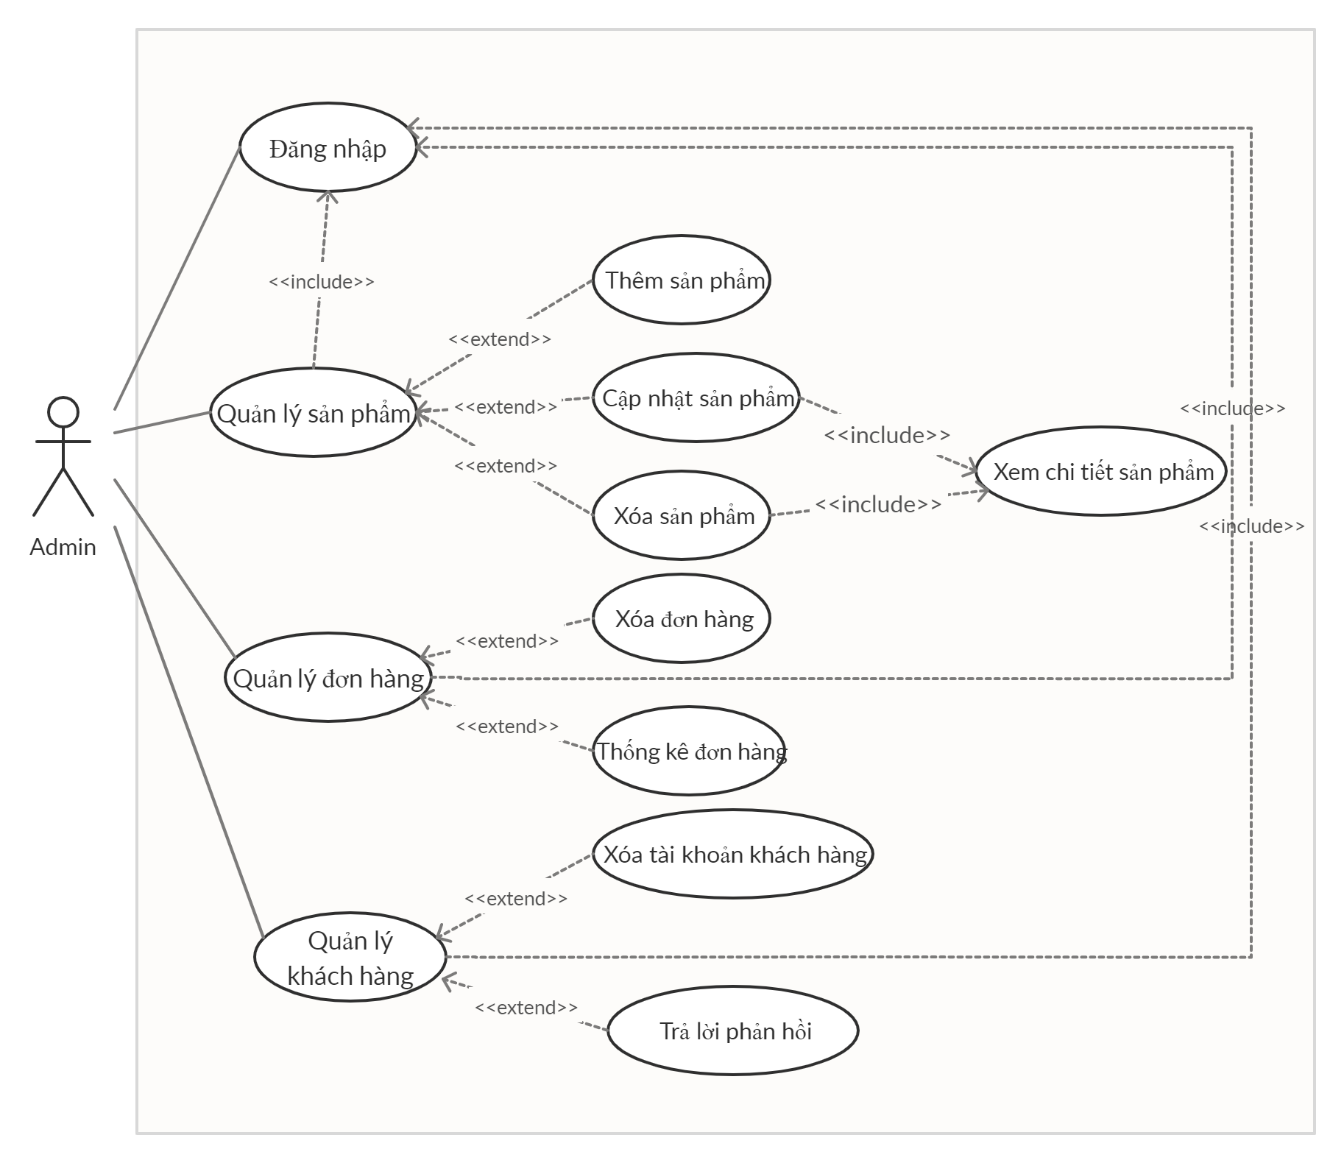 Đăng nhập
<<include>>
Thêm sản phẩm
<<extend>>
Cập nhật sản phẩm
<<extend>>
Quản lý sản phẩm
<<include>>
<<include>>
<<extend>>
Xem chi tiết sản phẩm
Xóa sản phẩm
<<include>>
<<include>>
Admin
Xóa đơn hàng
<<extend>>
Quản lý đơn hàng
<<extend>>
Thống kê đơn hàng
Xóa tài khoản khách hàng
<<extend>>
Quản lý
khách hàng
<<extend>>
Trả lời phản hồi